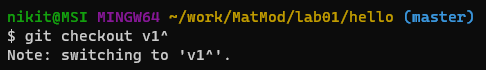 nikit@MSI MINGW64 ~/work/MatMod/lab01/hello (master)
$ git checkout v1^
Note: switching to 'v1^'.